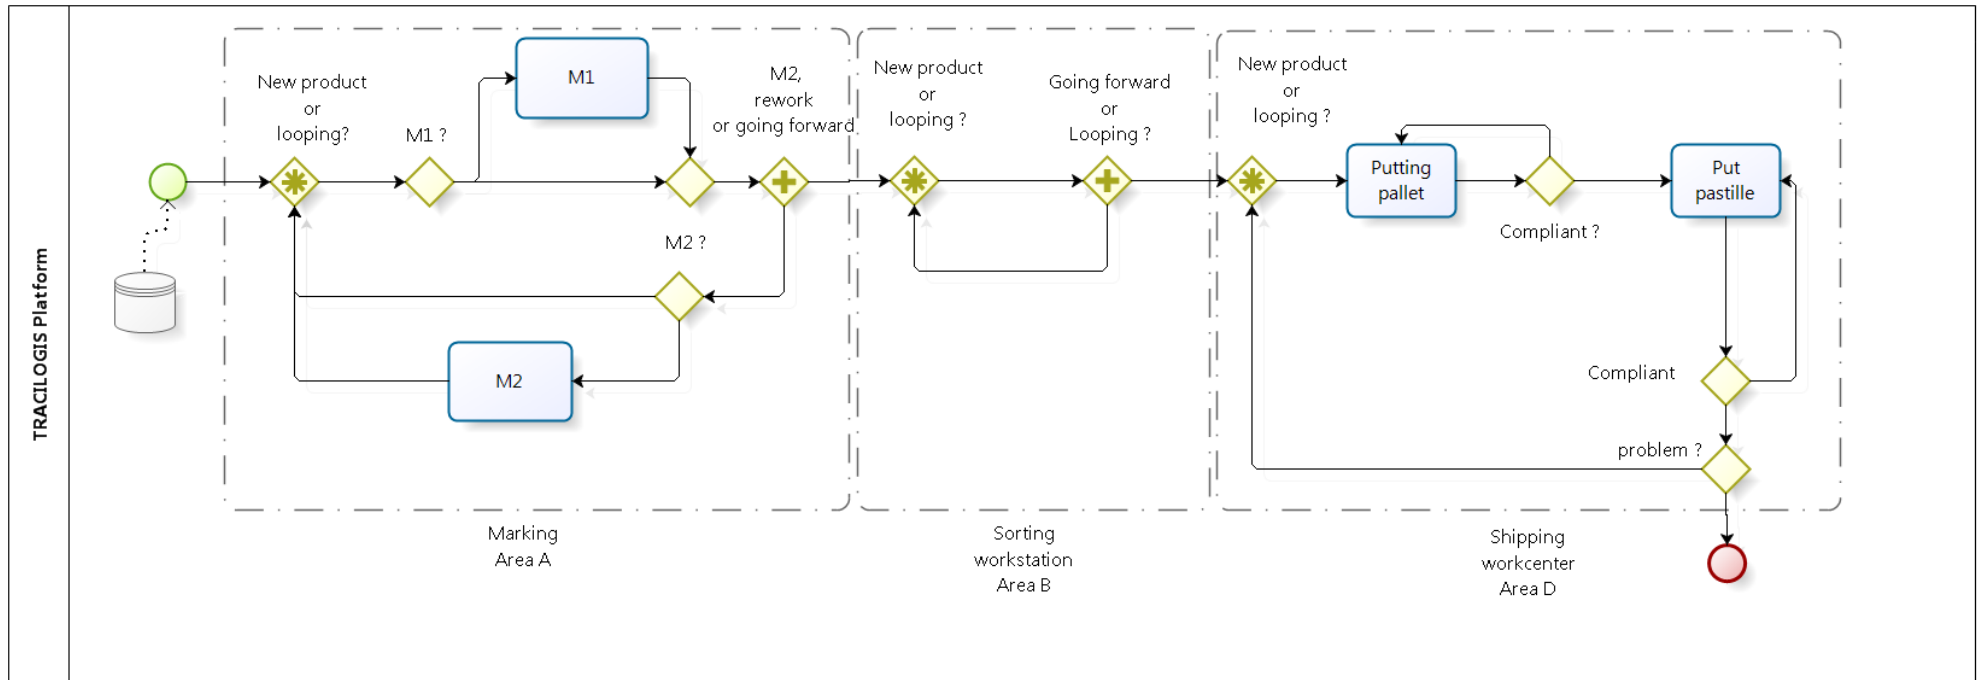 TRACILOGIS Platform
New product
or
looping?
M1 ?
M1
M2,
rework
or going forward
M2 ?
M2
Marking
Area A
New product
or
looping ?
Going forward
or
Looping ?
Sorting
workstation
Area B
New product
or
looping ?
Putting
pallet
Compliant ?
Put
pastille
Compliant
problem ?
Shipping
workcenter
Area D